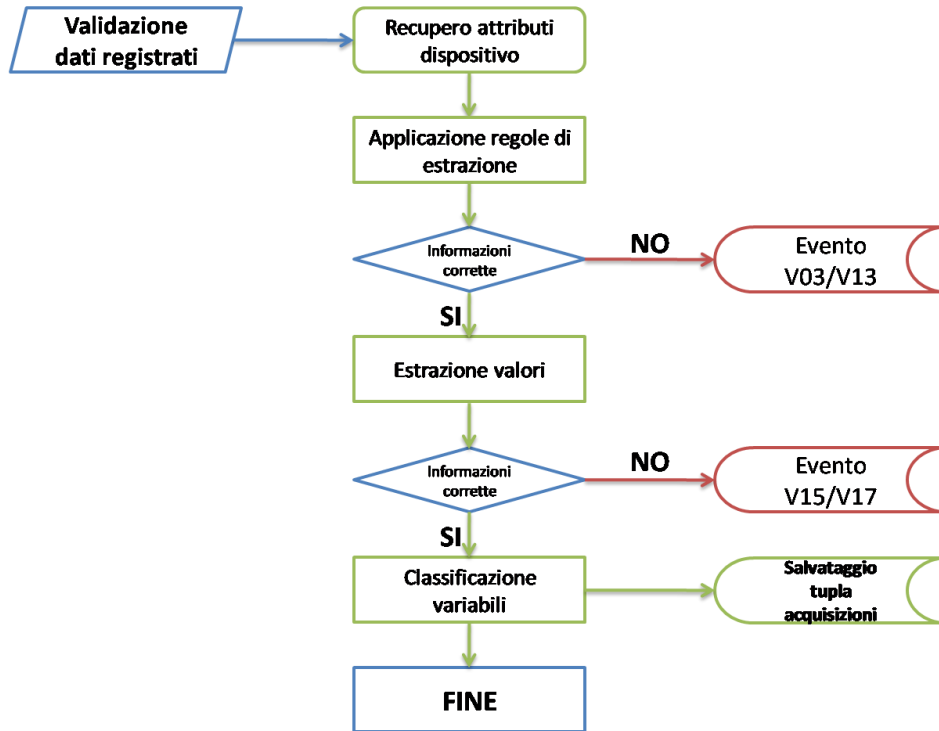 Validazione
dati registrati
Recupero attributi
dispositivo
Applicazione regole di
estrazione
Informazioni
corrette
NO
Evento
V03/V13
SI
Estrazione valori
Informazioni
corrette
NO
Evento
V15/V17
SI
Classificazione
variabili
Salvataggio
tupla
acquisizioni
FINE